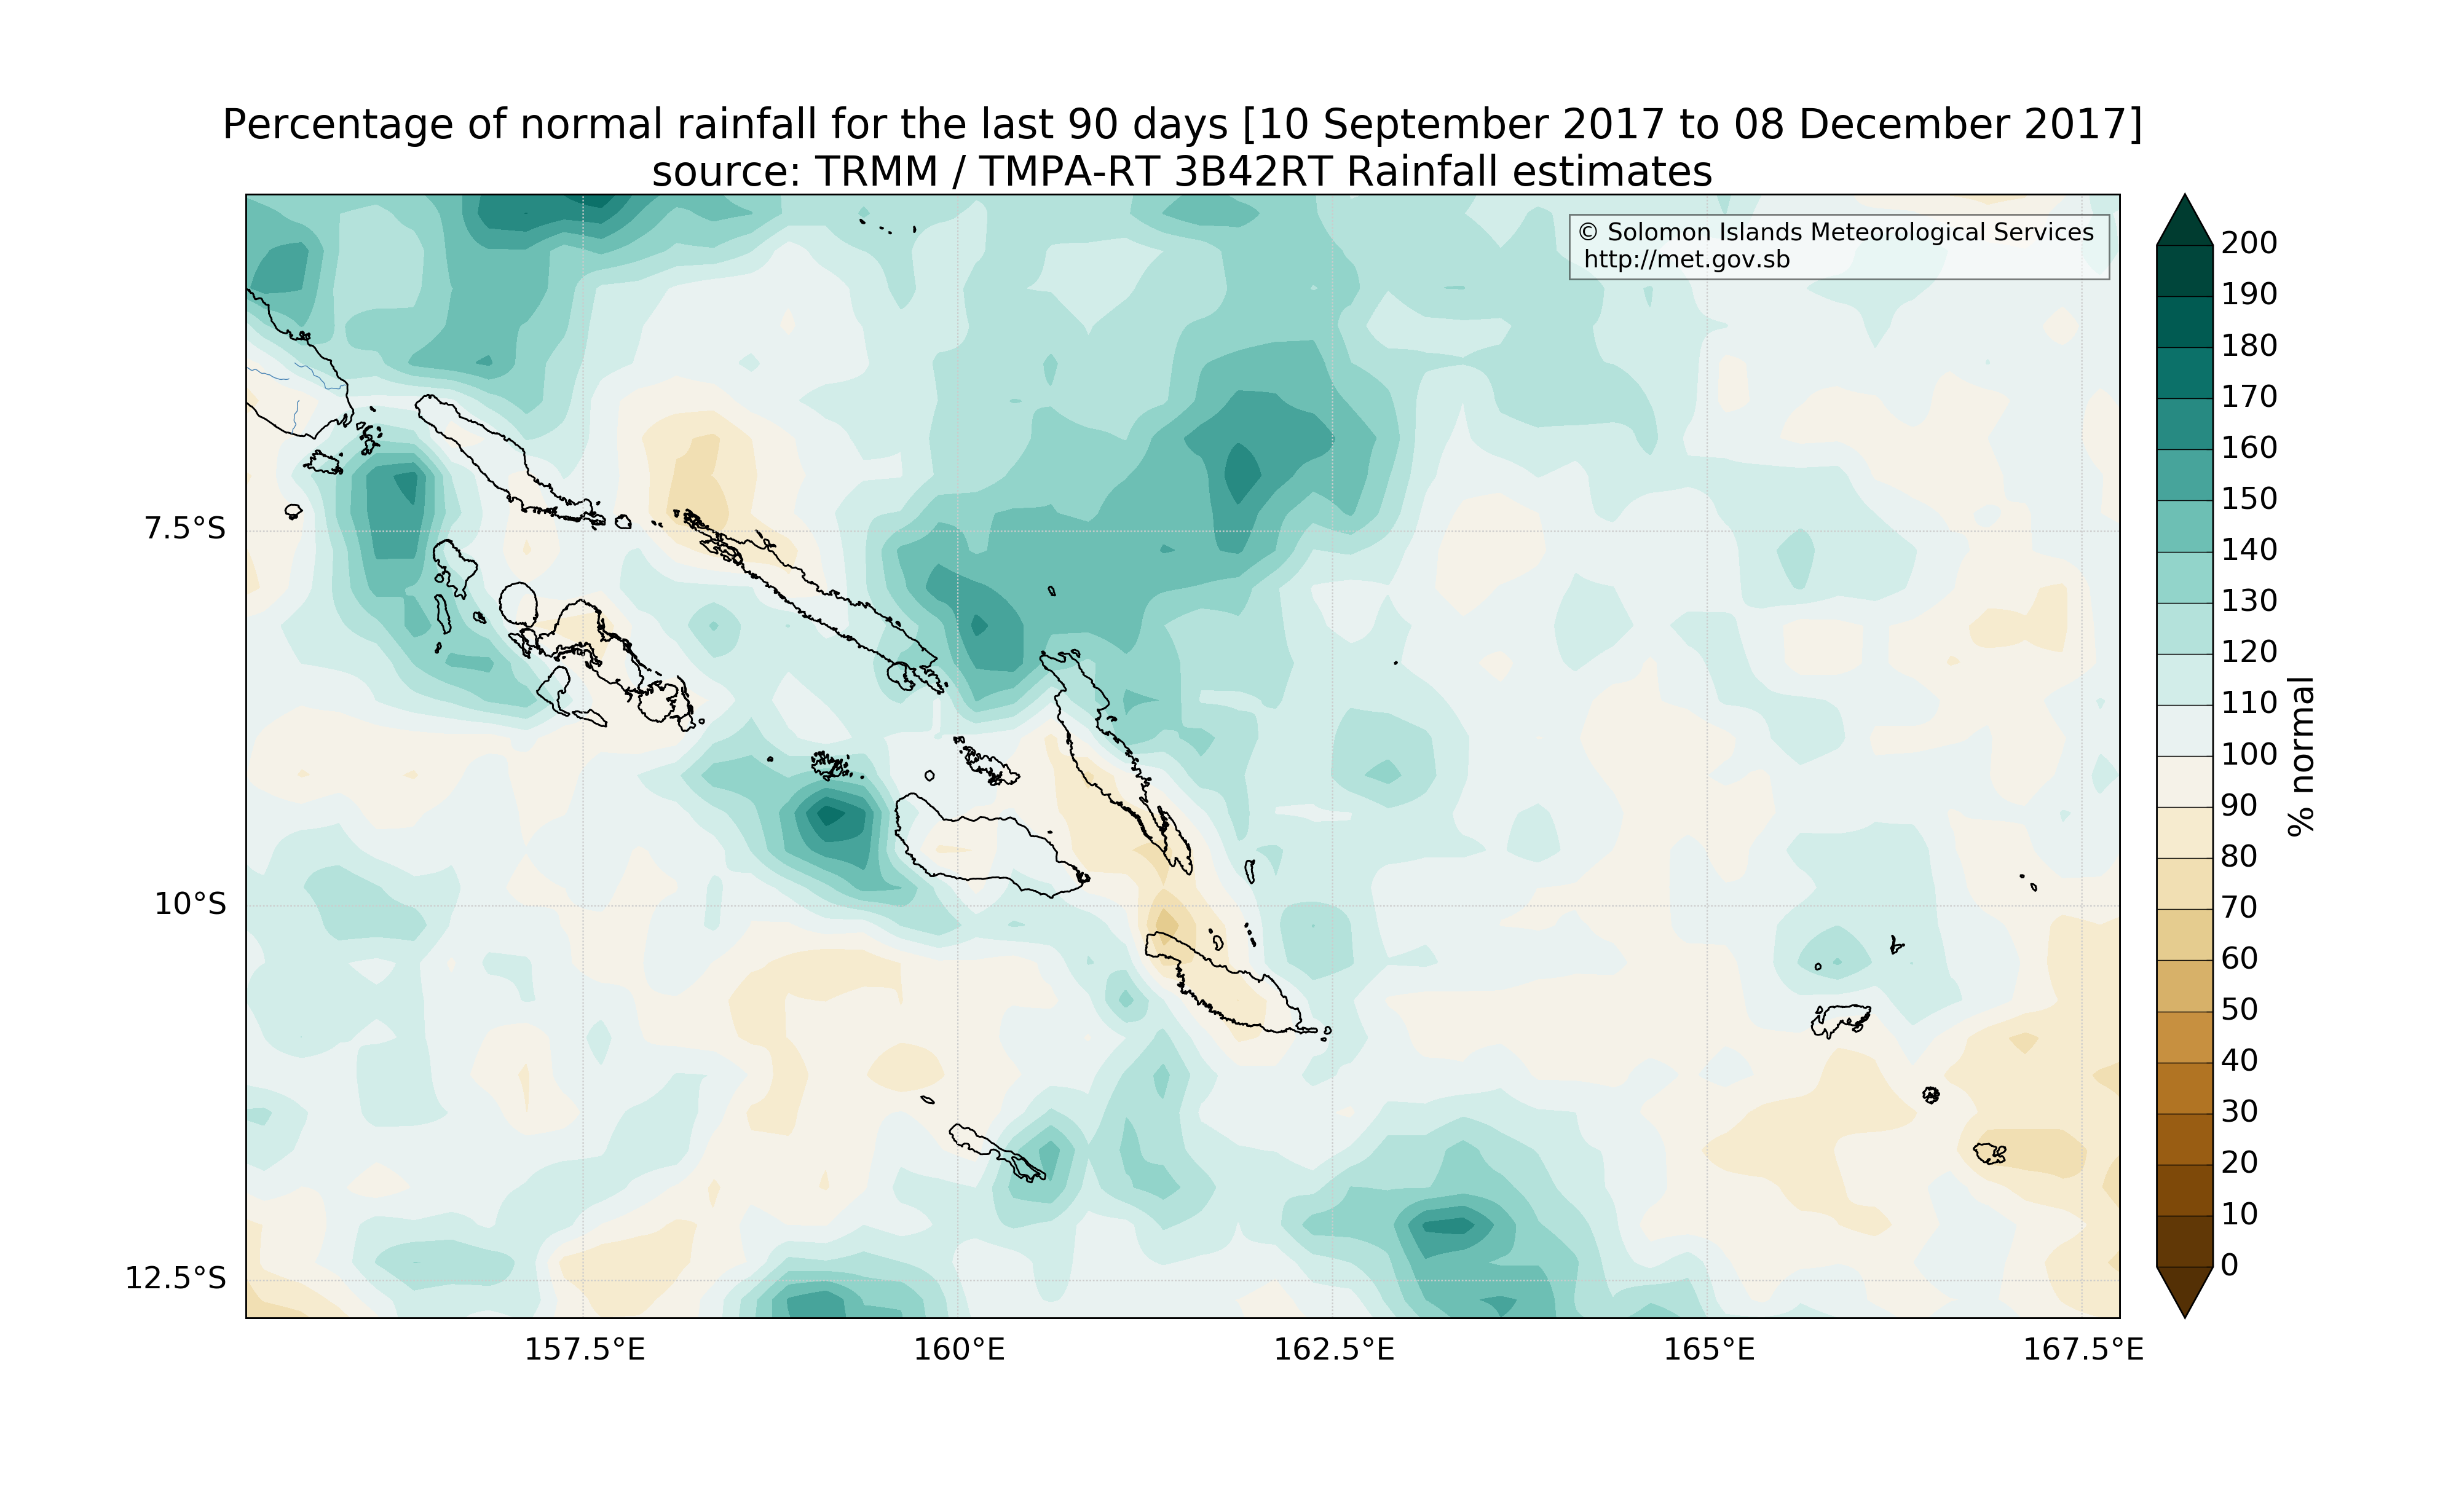 Percentage of normal rainfall for the last 90 days [10 September 2017 to 08 December 2017]
source: TRMM / TMPA-RT 3B42RT Rainfall estimates
© Solomon Islands Meteorological Services
http://met.gov.sb
7.5°S
10°S
12.5°S
157.5°E
160°E
162.5°E
165°E
167.5°E
200
190
180
170
160
150
140
130
120
110
100
90
80
70
60
50
40
30
20
10
0
% normal